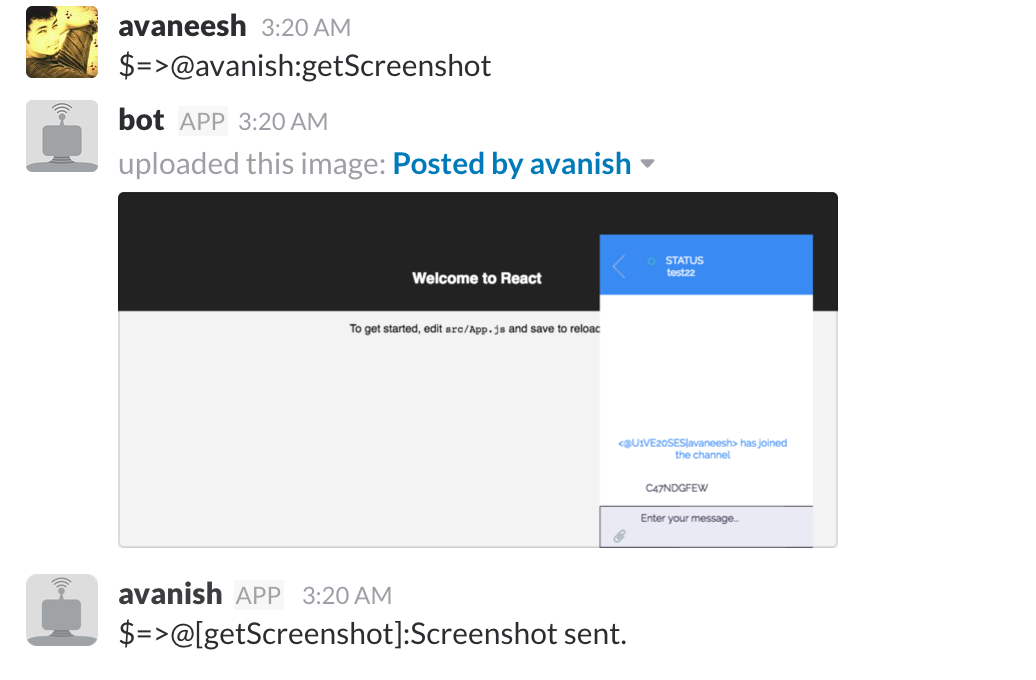 avaneesh 3:20 AM
$=>@avanish:getScreenshot
bot APP 3:20 AM
uploaded this image: Posted by avanish
Welcome to React
To get started, edit src/App.js and save to reload
STATUS
test22
<@U1VE20SES|avaneesh> has joined
the channel
C47NDGFEW
Enter your message...
avanish APP 3:20 AM
$=>@[getScreenshot]:Screenshot sent.